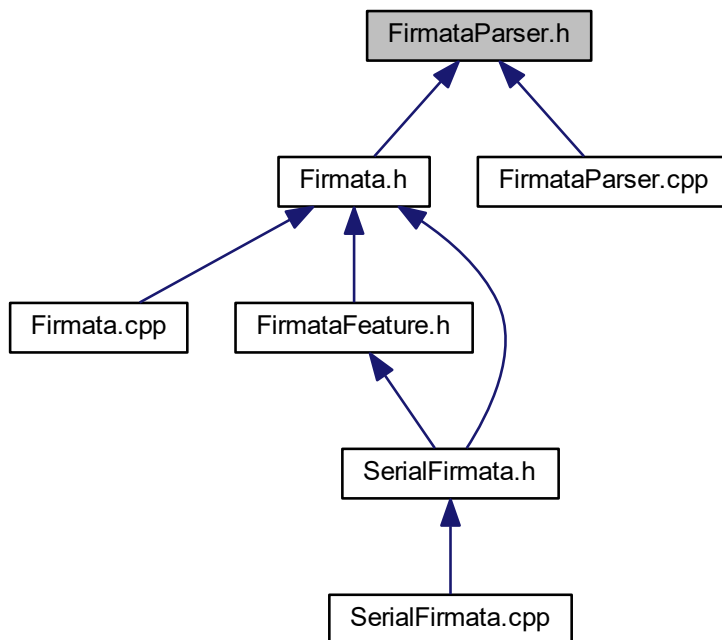 FirmataParser.h
Firmata.h
FirmataParser.cpp
Firmata.cpp
FirmataFeature.h
SerialFirmata.h
SerialFirmata.cpp